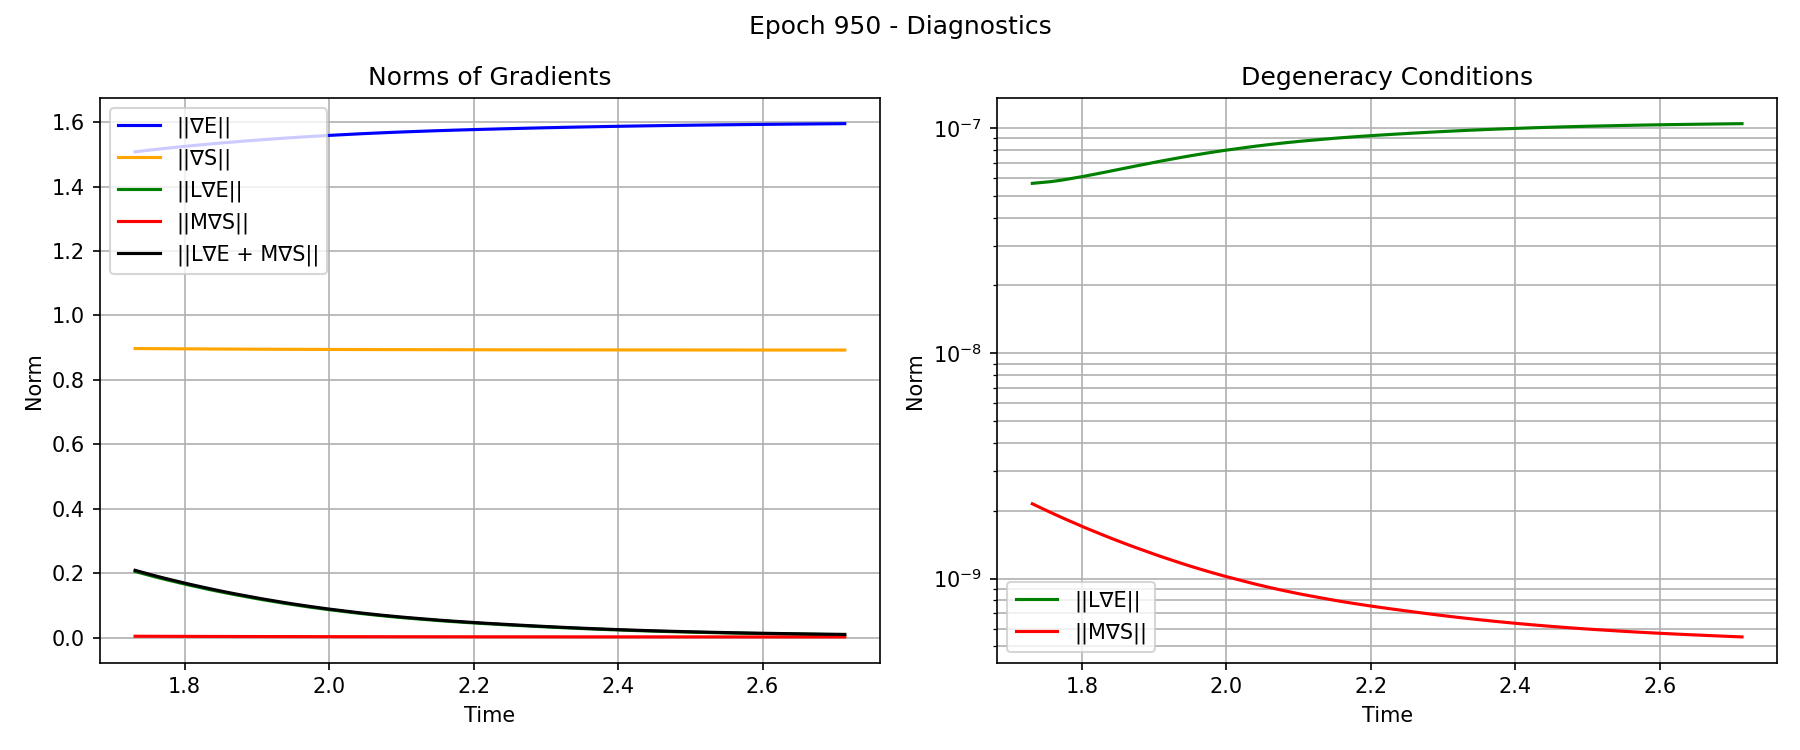 Epoch 950 - Diagnostics
Norms of Gradients
||∇E||
||∇S||
||L∇E||
||M∇S||
||L∇E + M∇S||
1.6
1.4
1.2
1.0
0.8
0.6
0.4
0.2
0.0
Norm
1.8 2.0 2.2 2.4 2.6
Time
Degeneracy Conditions
10⁻⁷
10⁻⁸
10⁻⁹
Norm
||L∇E||
||M∇S||
1.8 2.0 2.2 2.4 2.6
Time